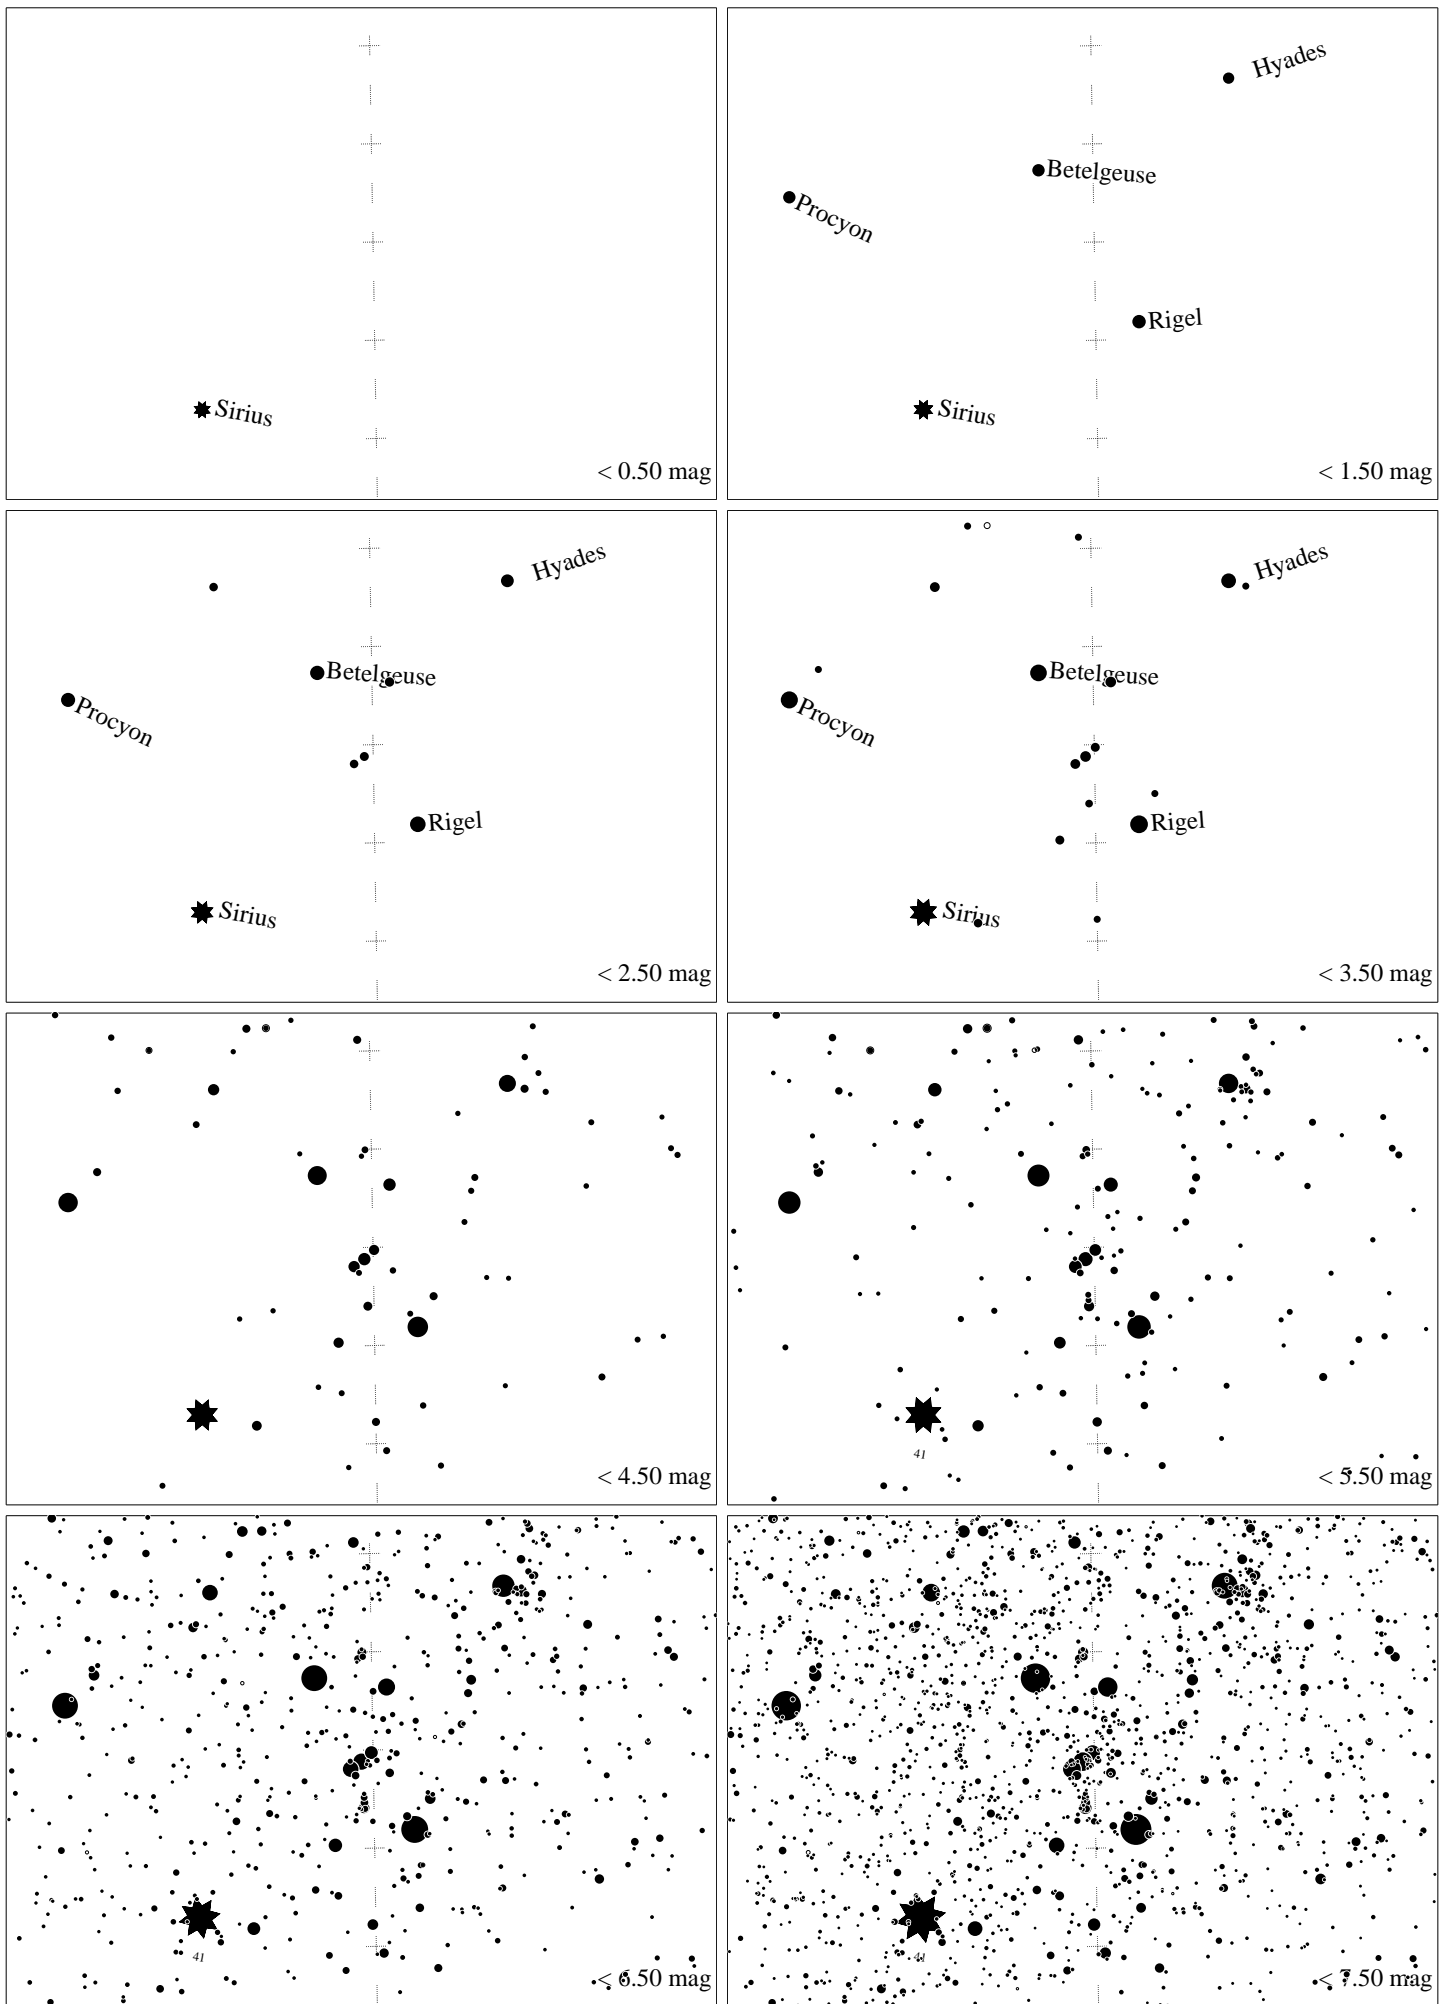 Sirius
< 0.50 mag
Hyades
Betelgeuse
Procyon
Rigel
Sirius
< 1.50 mag
Hyades
Betelgeuse
Procyon
Rigel
Sirius
< 2.50 mag
Hyades
Betelgeuse
Procyon
Rigel
Sirius
< 3.50 mag
< 4.50 mag
41
< 5.50 mag
41
< 6.50 mag
41
< 7.50 mag